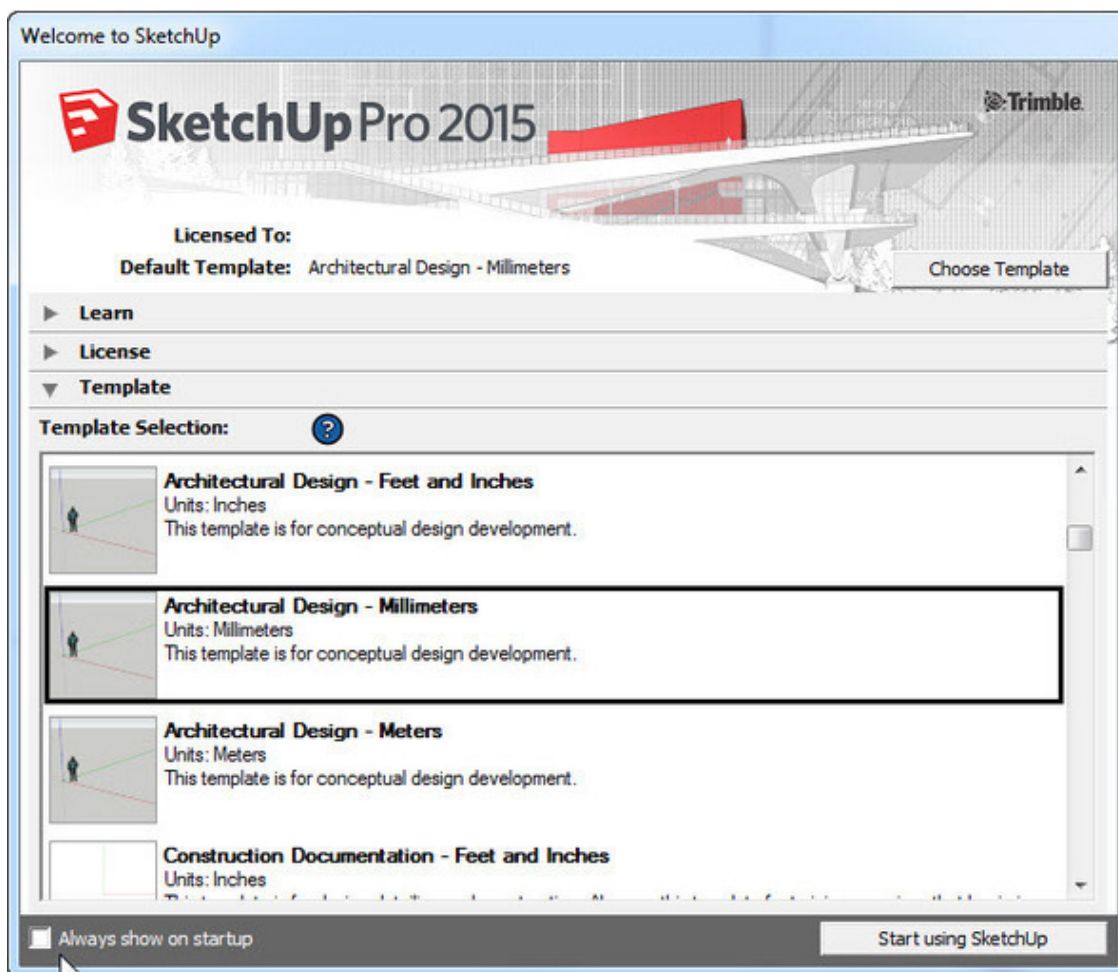 Welcome to SketchUp
SketchUp Pro 2015
Trimble.
Licensed To:
Default Template: Architectural Design - Millimeters
Choose Template
Learn
License
Template
Template Selection:
?
Architectural Design - Feet and Inches
Units: Inches
This template is for conceptual design development.
Architectural Design - Millimeters
Units: Millimeters
This template is for conceptual design development.
Architectural Design - Meters
Units: Meters
This template is for conceptual design development.
Construction Documentation - Feet and Inches
Units: Inches
Always show on startup
Start using SketchUp